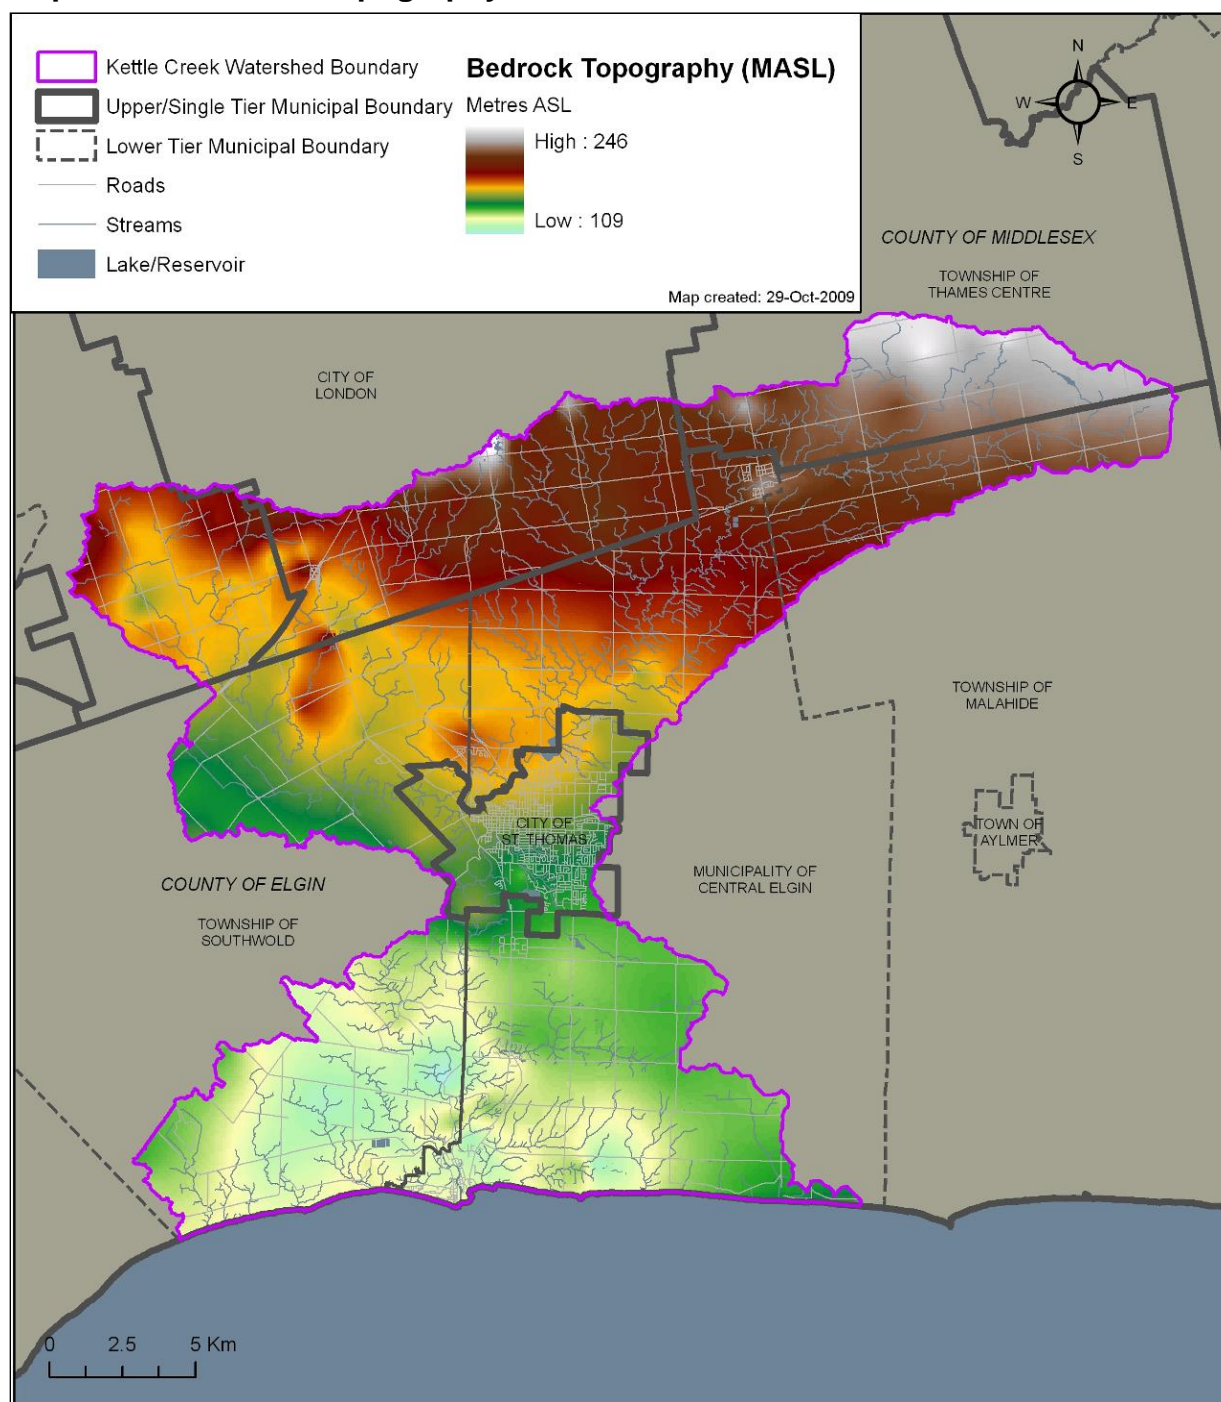 Kettle Creek Watershed Boundary
Upper/Single Tier Municipal Boundary
Lower Tier Municipal Boundary
Roads
Streams
Lake/Reservoir
Bedrock Topography (MASL)
Metres ASL
High : 246
Low : 109
Map created: 29-Oct-2009
N
W
E
S
COUNTY OF MIDDLESEX
TOWNSHIP OF
THAMES CENTRE
CITY OF
LONDON
TOWNSHIP OF
MALAHIDE
CITY OF
ST. THOMAS
TOWN OF
AYLMER
MUNICIPALITY OF
CENTRAL ELGIN
COUNTY OF ELGIN
TOWNSHIP OF
SOUTHWOLD
0 2.5 5 Km